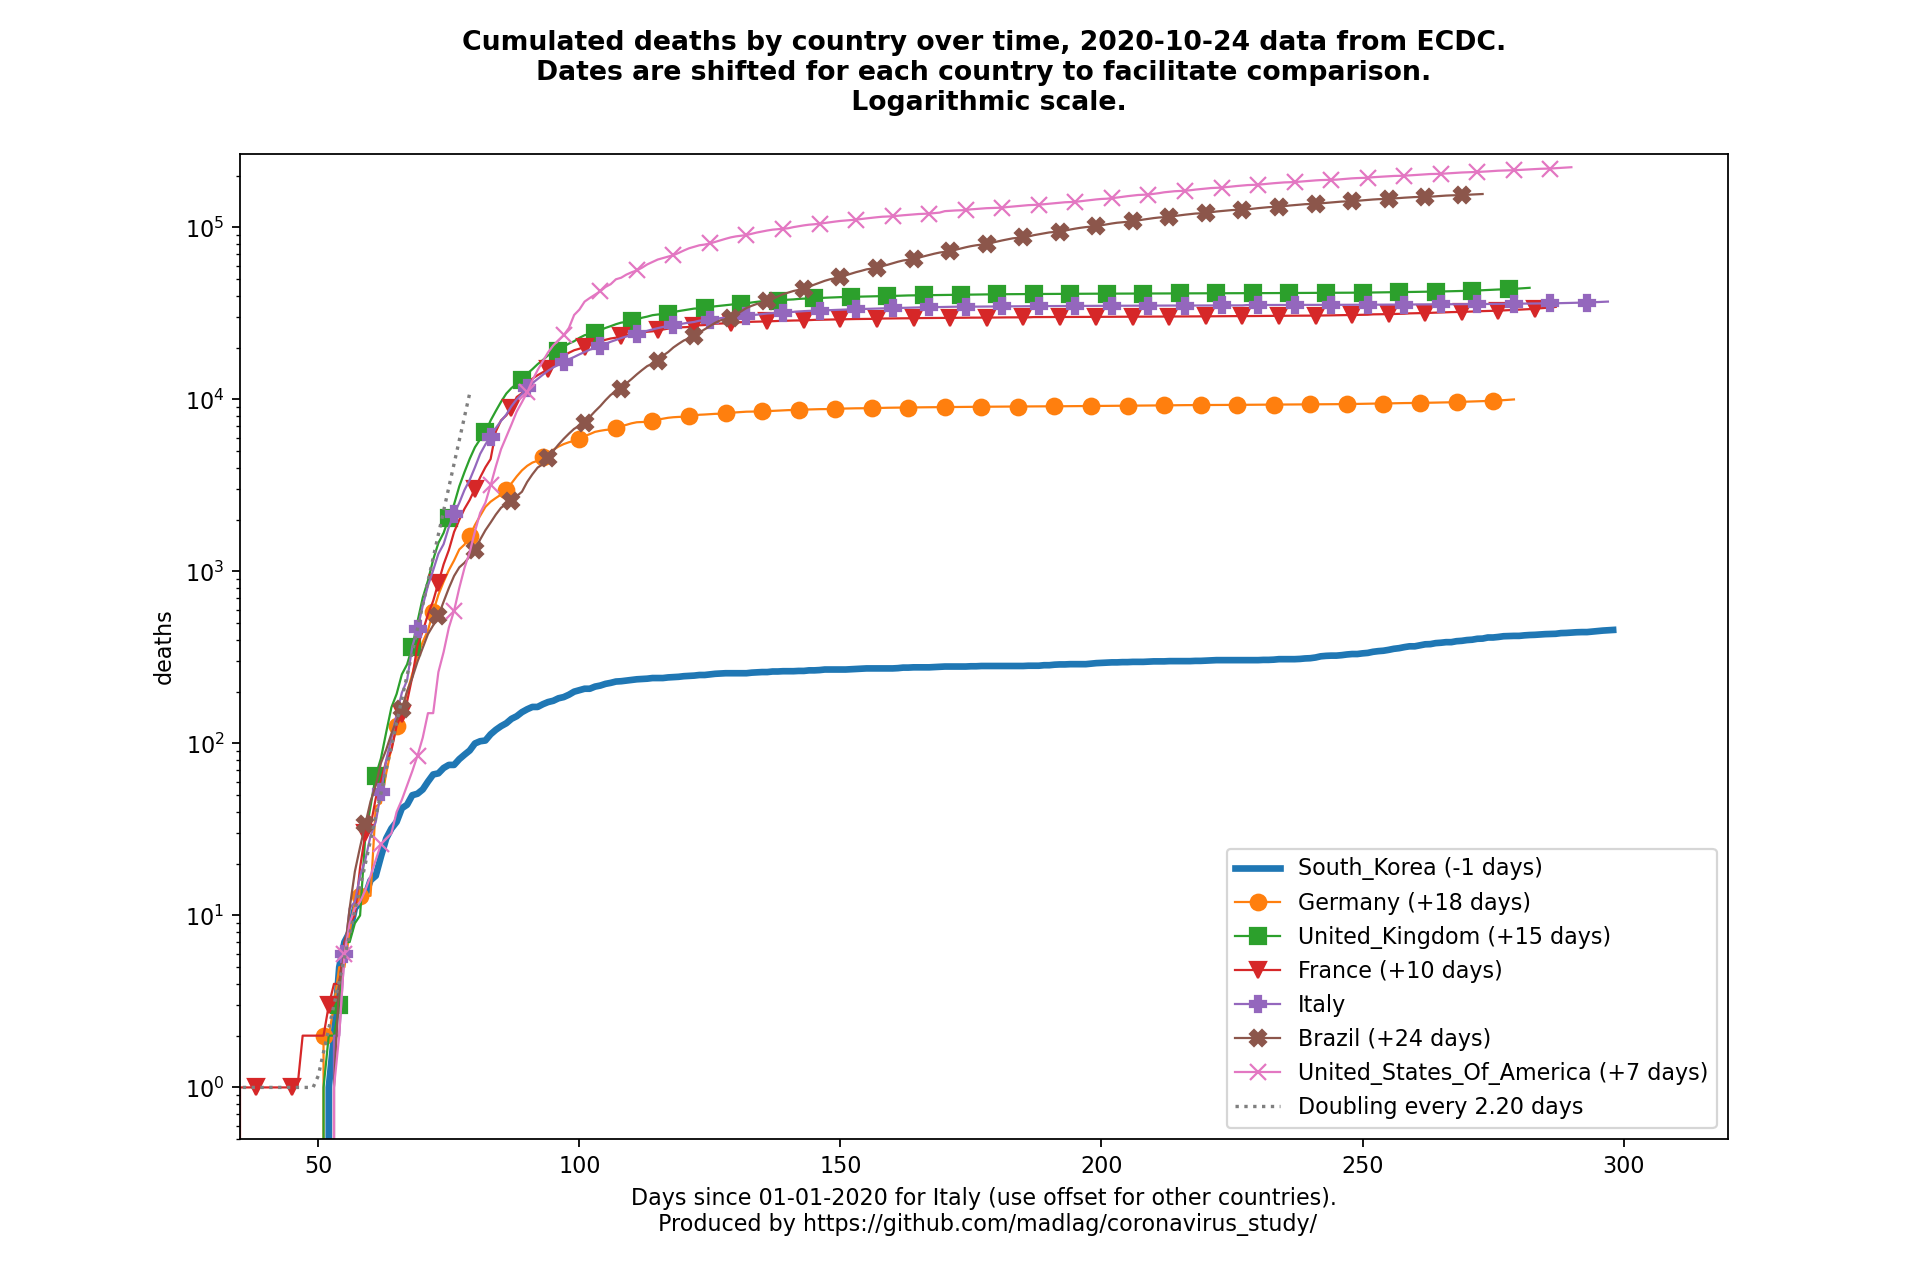 Cumulated deaths by country over time, 2020-10-24 data from ECDC.
Dates are shifted for each country to facilitate comparison.
Logarithmic scale.
deaths
10^5
10^4
10^3
10^2
10^1
10^0
50 100 150 200 250 300
South_Korea (-1 days)
Germany (+18 days)
United_Kingdom (+15 days)
France (+10 days)
Italy
Brazil (+24 days)
United_States_Of_America (+7 days)
Doubling every 2.20 days
Days since 01-01-2020 for Italy (use offset for other countries).
Produced by https://github.com/madlag/coronavirus_study/